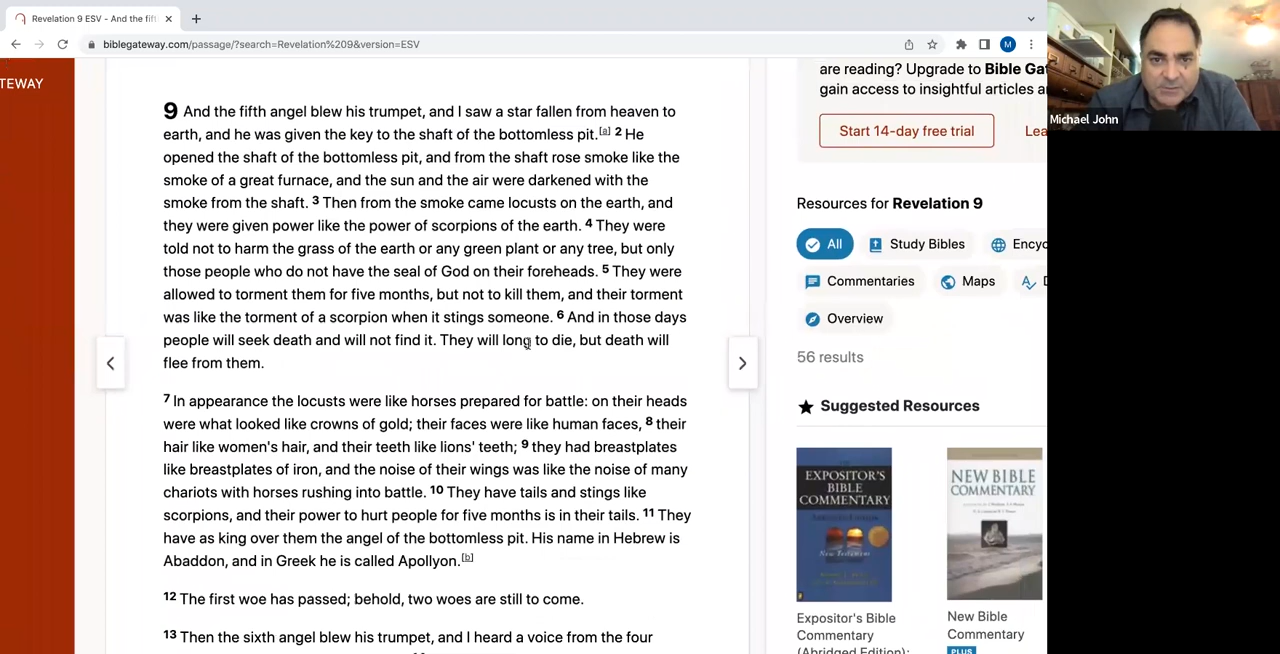 Revelation 9 ESV - And the fift
biblegateway.com/passage/?search=Revelation%209&version=ESV
M
TEWAY
9 And the fifth angel blew his trumpet, and I saw a star fallen from heaven to
earth, and he was given the key to the shaft of the bottomless pit.[a] 2 He
opened the shaft of the bottomless pit, and from the shaft rose smoke like the
smoke of a great furnace, and the sun and the air were darkened with the
smoke from the shaft. 3 Then from the smoke came locusts on the earth, and
they were given power like the power of scorpions of the earth. 4 They were
told not to harm the grass of the earth or any green plant or any tree, but only
those people who do not have the seal of God on their foreheads. 5 They were
allowed to torment them for five months, but not to kill them, and their torment
was like the torment of a scorpion when it stings someone. 6 And in those days
people will seek death and will not find it. They will long to die, but death will
flee from them.
7 In appearance the locusts were like horses prepared for battle: on their heads
were what looked like crowns of gold; their faces were like human faces, 8 their
hair like women's hair, and their teeth like lions' teeth; 9 they had breastplates
like breastplates of iron, and the noise of their wings was like the noise of many
chariots with horses rushing into battle. 10 They have tails and stings like
scorpions, and their power to hurt people for five months is in their tails. 11 They
have as king over them the angel of the bottomless pit. His name in Hebrew is
Abaddon, and in Greek he is called Apollyon.[b]
12 The first woe has passed; behold, two woes are still to come.
13 Then the sixth angel blew his trumpet, and I heard a voice from the four
are reading? Upgrade to Bible Ga
gain access to insightful articles a
Start 14-day free trial
Lea
Resources for Revelation 9
All
Study Bibles
Encyc
Commentaries
Maps
D
Overview
56 results
Suggested Resources
EXPOSITOR'S
BIBLE
COMMENTARY
New Testament
NEW BIBLE
COMMENTARY
Expositor's Bible
Commentary
(Abridged Edition):
New Bible
Commentary
PLUS
Michael John